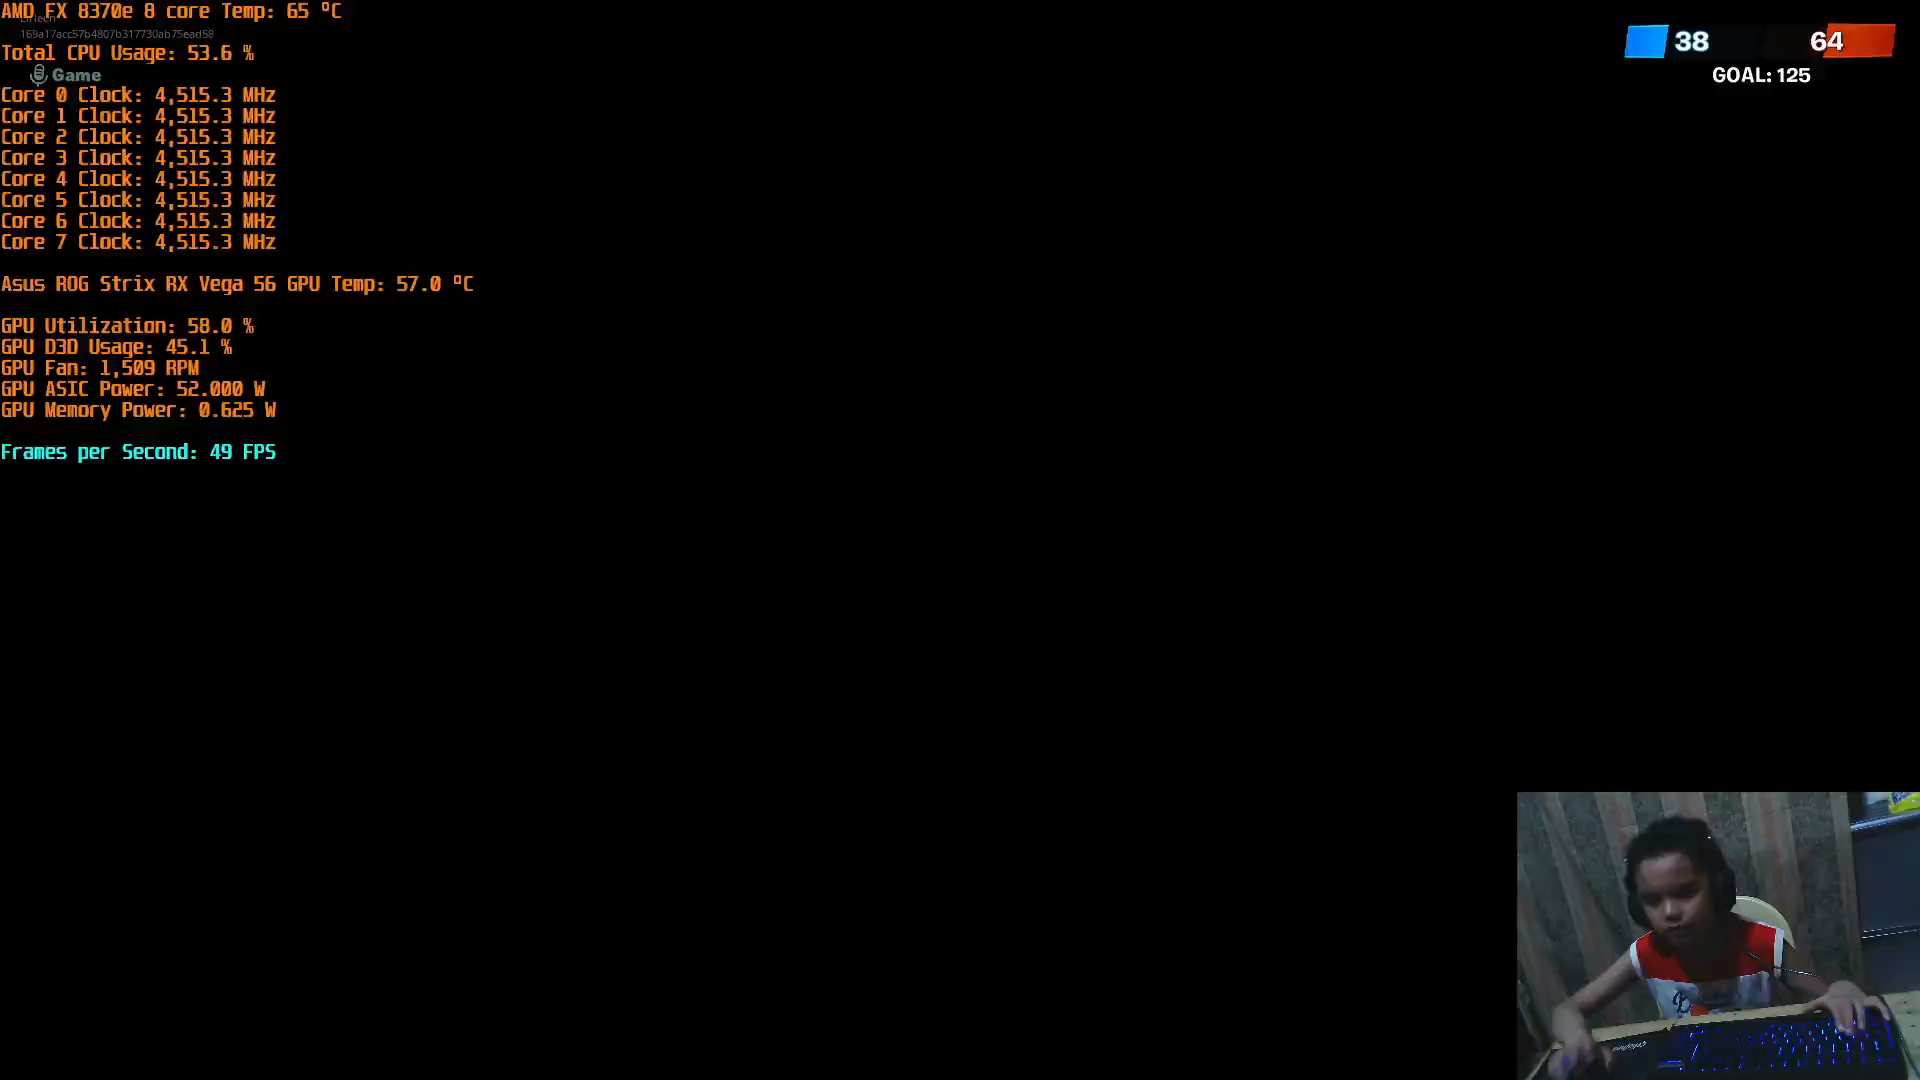 AMD FX 8370e 8 core Temp: 65 ºC
169a17acc57b4807b317730ab75ead58
Total CPU Usage: 53.6 %
Game
Core 0 Clock: 4,515.3 MHz
Core 1 Clock: 4,515.3 MHz
Core 2 Clock: 4,515.3 MHz
Core 3 Clock: 4,515.3 MHz
Core 4 Clock: 4,515.3 MHz
Core 5 Clock: 4,515.3 MHz
Core 6 Clock: 4,515.3 MHz
Core 7 Clock: 4,515.3 MHz
Asus ROG Strix RX Vega 56 GPU Temp: 57.0 ºC
GPU Utilization: 58.0 %
GPU D3D Usage: 45.1 %
GPU Fan: 1,509 RPM
GPU ASIC Power: 52.000 W
GPU Memory Power: 0.625 W
Frames per Second: 49 FPS
38 64
GOAL: 125